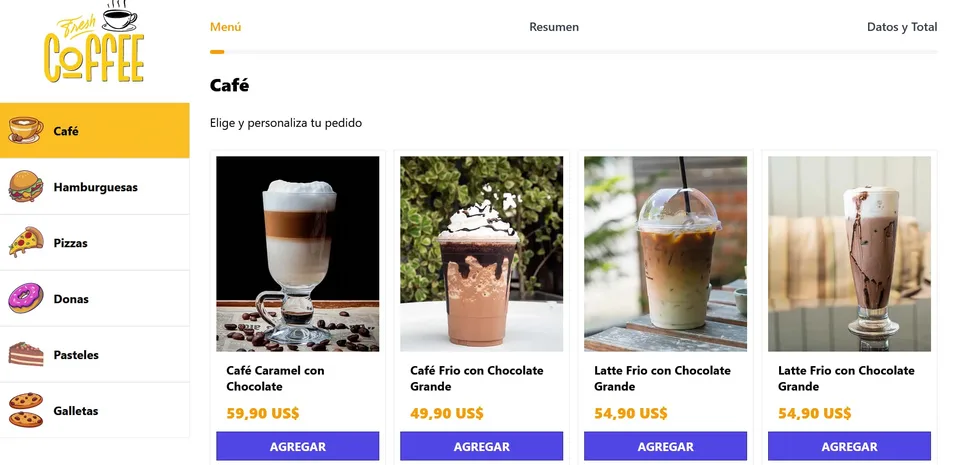 Fresh
COFFEE
Menú
Resumen
Datos y Total
Café
Hamburguesas
Pizzas
Donas
Pasteles
Galletas
Café
Elige y personaliza tu pedido
Café Caramel con
Chocolate
59,90 US$
AGREGAR
Café Frio con Chocolate
Grande
49,90 US$
AGREGAR
Latte Frio con Chocolate
Grande
54,90 US$
AGREGAR
Latte Frio con Chocolate
Grande
54,90 US$
AGREGAR